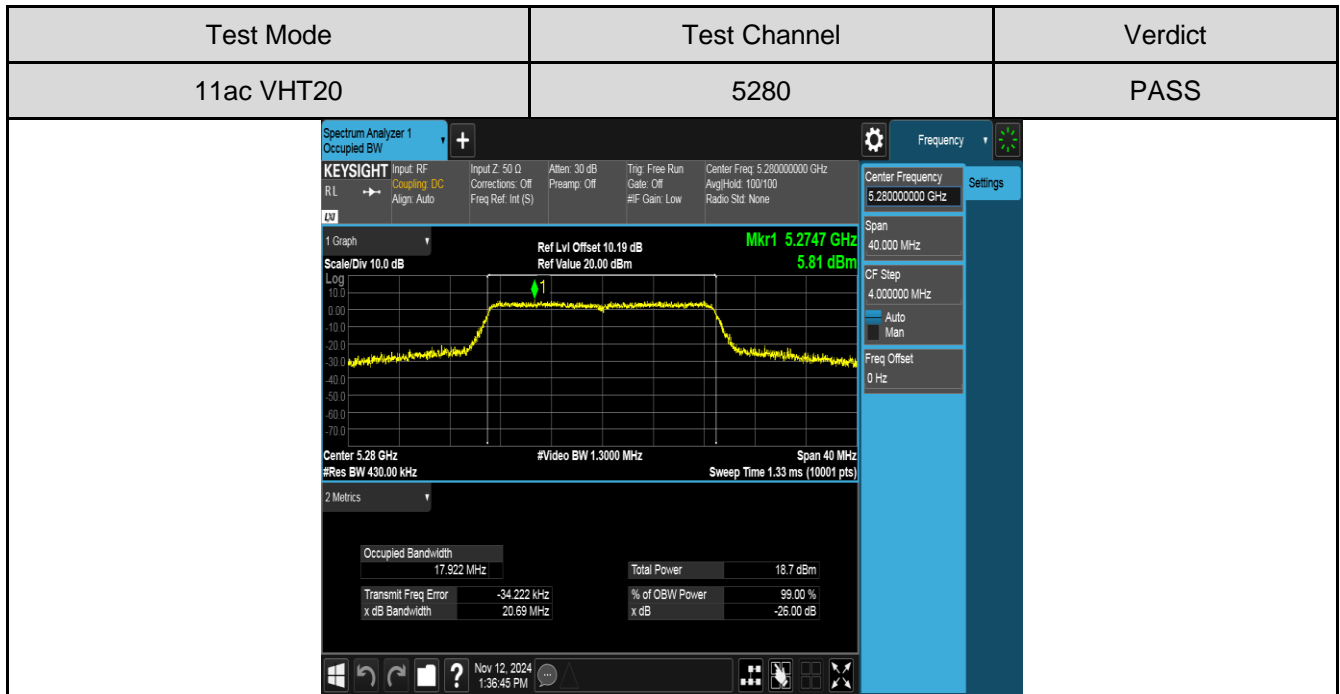 Test Mode Test Channel Verdict
11ac VHT20 5280 PASS
Spectrum Analyzer 1
Occupied BW
+
Frequency
KEYSIGHT Input: RF Input Z: 50 Ω Atten: 30 dB Trig: Free Run Center Freq: 5.280000000 GHz
RL Coupling: DC Corrections: Off Preamp: Off Gate: Off Avg|Hold: 100/100
Align: Auto Freq Ref: Int (S) #IF Gain: Low Radio Std: None
LXI
Center Frequency
5.280000000 GHz
Settings
Span
40.000 MHz
CF Step
4.000000 MHz
Auto
Man
Freq Offset
0 Hz
1 Graph Ref Lvl Offset 10.19 dB Mkr1 5.2747 GHz
Scale/Div 10.0 dB Ref Value 20.00 dBm 5.81 dBm
Log
10.0
1
0.00
-10.0
-20.0
-30.0
-40.0
-50.0
-60.0
-70.0
Center 5.28 GHz #Video BW 1.3000 MHz Span 40 MHz
#Res BW 430.00 kHz Sweep Time 1.33 ms (10001 pts)
2 Metrics
Occupied Bandwidth
17.922 MHz Total Power 18.7 dBm
Transmit Freq Error -34.222 kHz % of OBW Power 99.00 %
x dB Bandwidth 20.69 MHz x dB -26.00 dB
? Nov 12, 2024
1:36:45 PM